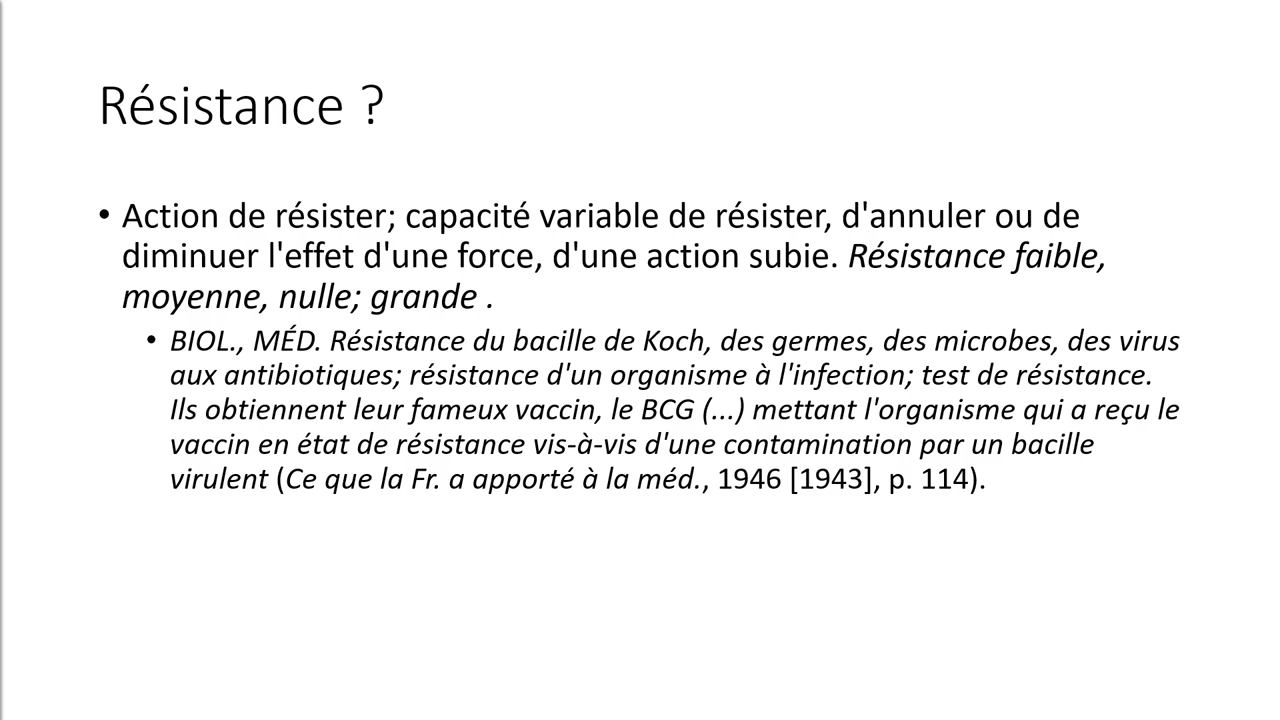 Résistance ?
• Action de résister; capacité variable de résister, d'annuler ou de
diminuer l'effet d'une force, d'une action subie. Résistance faible,
moyenne, nulle; grande .
• BIOL., MÉD. Résistance du bacille de Koch, des germes, des microbes, des virus
aux antibiotiques; résistance d'un organisme à l'infection; test de résistance.
Ils obtiennent leur fameux vaccin, le BCG (...) mettant l'organisme qui a reçu le
vaccin en état de résistance vis-à-vis d'une contamination par un bacille
virulent (Ce que la Fr. a apporté à la méd., 1946 [1943], p. 114).